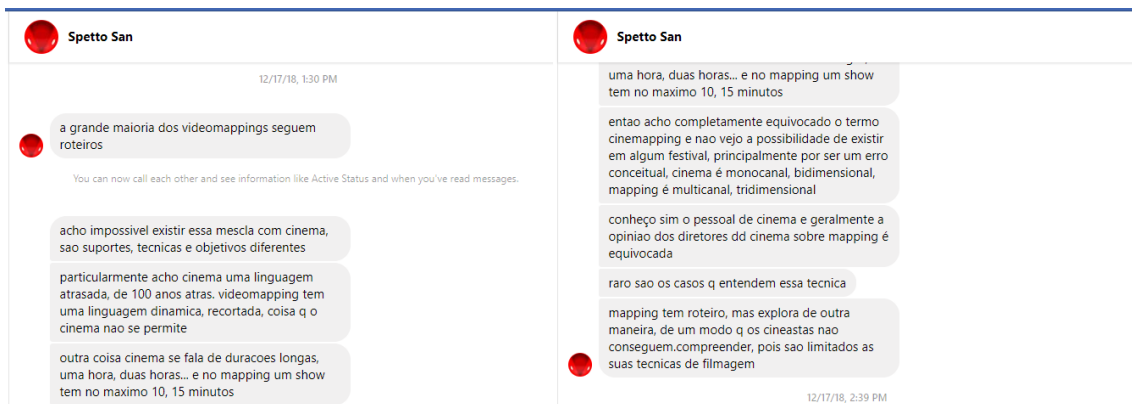 Spetto San
12/17/18, 1:30 PM
a grande maioria dos videomappings seguem
roteiros
You can now call each other and see information like Active Status and when you've read messages.
acho impossivel existir essa mescla com cinema,
sao suportes, tecnicas e objetivos diferentes
particularmente acho cinema uma linguagem
atrasada, de 100 anos atras. videomapping tem
uma linguagem dinamica, recortada, coisa q o
cinema nao se permite
outra coisa cinema se fala de duracoes longas,
uma hora, duas horas... e no mapping um show
tem no maximo 10, 15 minutos
Spetto San
uma hora, duas horas... e no mapping um show
tem no maximo 10, 15 minutos
entao acho completamente equivocado o termo
cinemapping e nao vejo a possibilidade de existir
em algum festival, principalmente por ser um erro
conceitual, cinema é monocanal, bidimensional,
mapping é multicanal, tridimensional
conheço sim o pessoal de cinema e geralmente a
opiniao dos diretores dd cinema sobre mapping é
equivocada
raro sao os casos q entendem essa tecnica
mapping tem roteiro, mas explora de outra
maneira, de um modo q os cineastas nao
conseguem.compreender, pois sao limitados as
suas tecnicas de filmagem
12/17/18, 2:39 PM